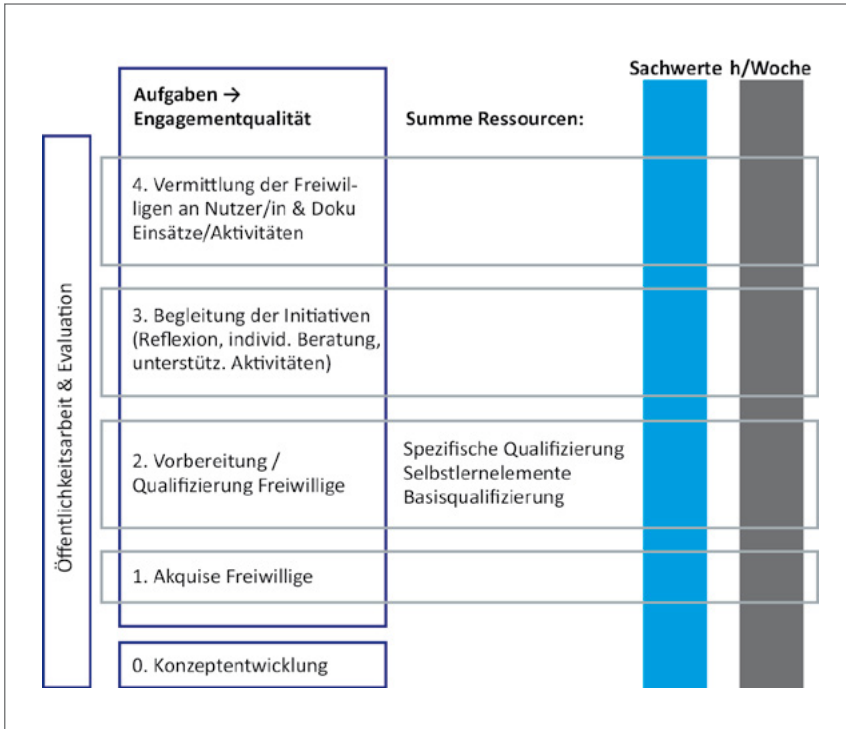 Sachwerte h/Woche
Aufgaben →
Engagementqualität
Summe Ressourcen:
4. Vermittlung der Freiwil-
ligen an Nutzer/in & Doku
Einsätze/Aktivitäten
3. Begleitung der Initiativen
(Reflexion, individ. Beratung,
unterstütz. Aktivitäten)
2. Vorbereitung /
Qualifizierung Freiwillige
Spezifische Qualifizierung
Selbstlernelemente
Basisqualifizierung
1. Akquise Freiwillige
0. Konzeptentwicklung
Öffentlichkeitsarbeit & Evaluation